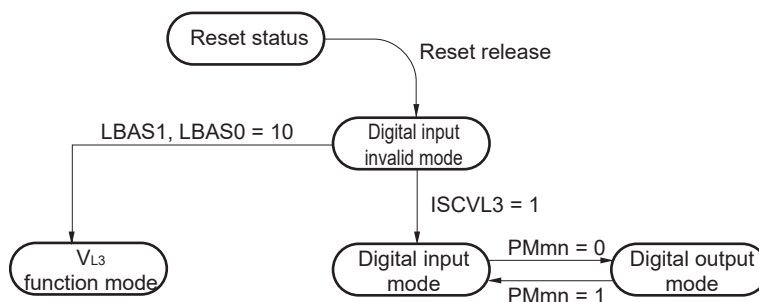 Reset status
Reset release
LBAS1, LBAS0 = 10
Digital input
invalid mode
ISCVL3 = 1
VL3
function mode
Digital input
mode
PMmn = 0
PMmn = 1
Digital output
mode